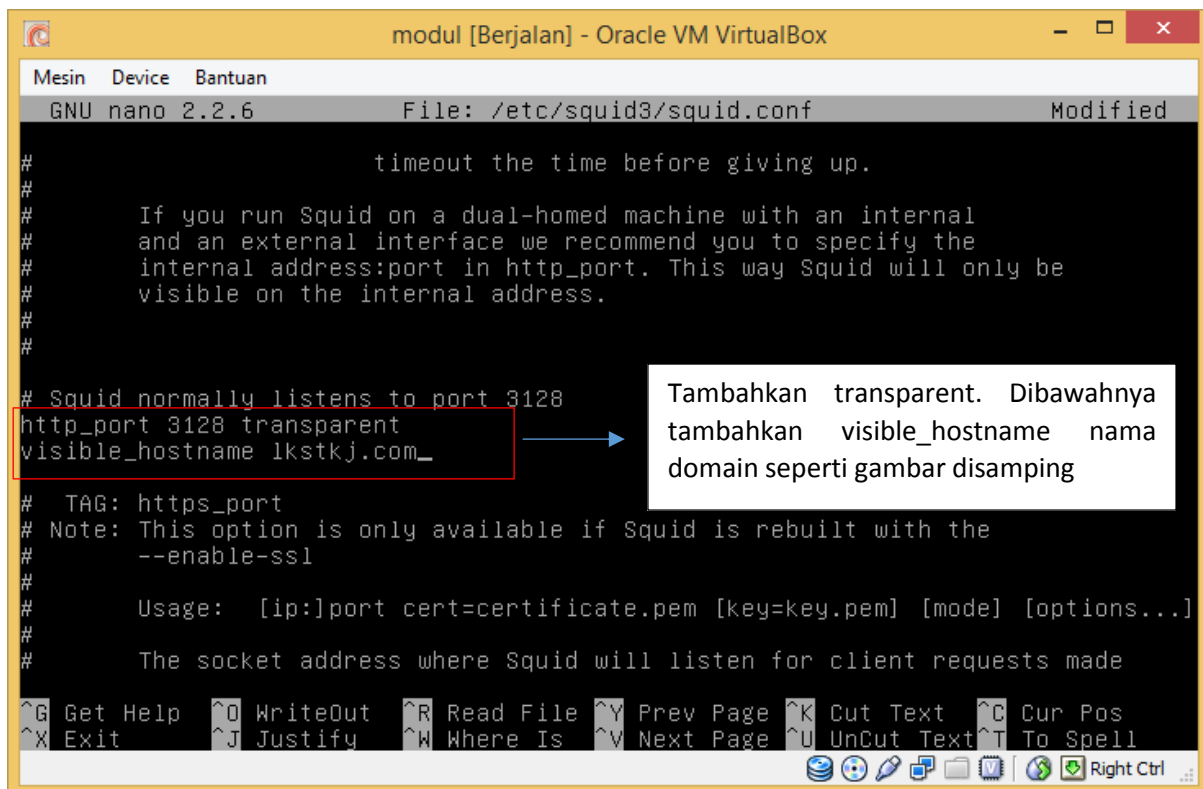 modul [Berjalan] - Oracle VM VirtualBox
Mesin Device Bantuan
GNU nano 2.2.6 File: /etc/squid3/squid.conf Modified
# timeout the time before giving up.
#
# If you run Squid on a dual-homed machine with an internal
# and an external interface we recommend you to specify the
# internal address:port in http_port. This way Squid will only be
# visible on the internal address.
#
#
# Squid normally listens to port 3128
http_port 3128 transparent
visible_hostname lkstkj.com_
Tambahkan transparent. Dibawahnya
tambahkan visible_hostname nama
domain seperti gambar disamping
# TAG: https_port
# Note: This option is only available if Squid is rebuilt with the
# --enable-ssl
#
# Usage: [ip:]port cert=certificate.pem [key=key.pem] [mode] [options...]
#
# The socket address where Squid will listen for client requests made
^G Get Help ^O WriteOut ^R Read File ^Y Prev Page ^K Cut Text ^C Cur Pos
^X Exit ^J Justify ^W Where Is ^V Next Page ^U UnCut Text ^T To Spell
Right Ctrl